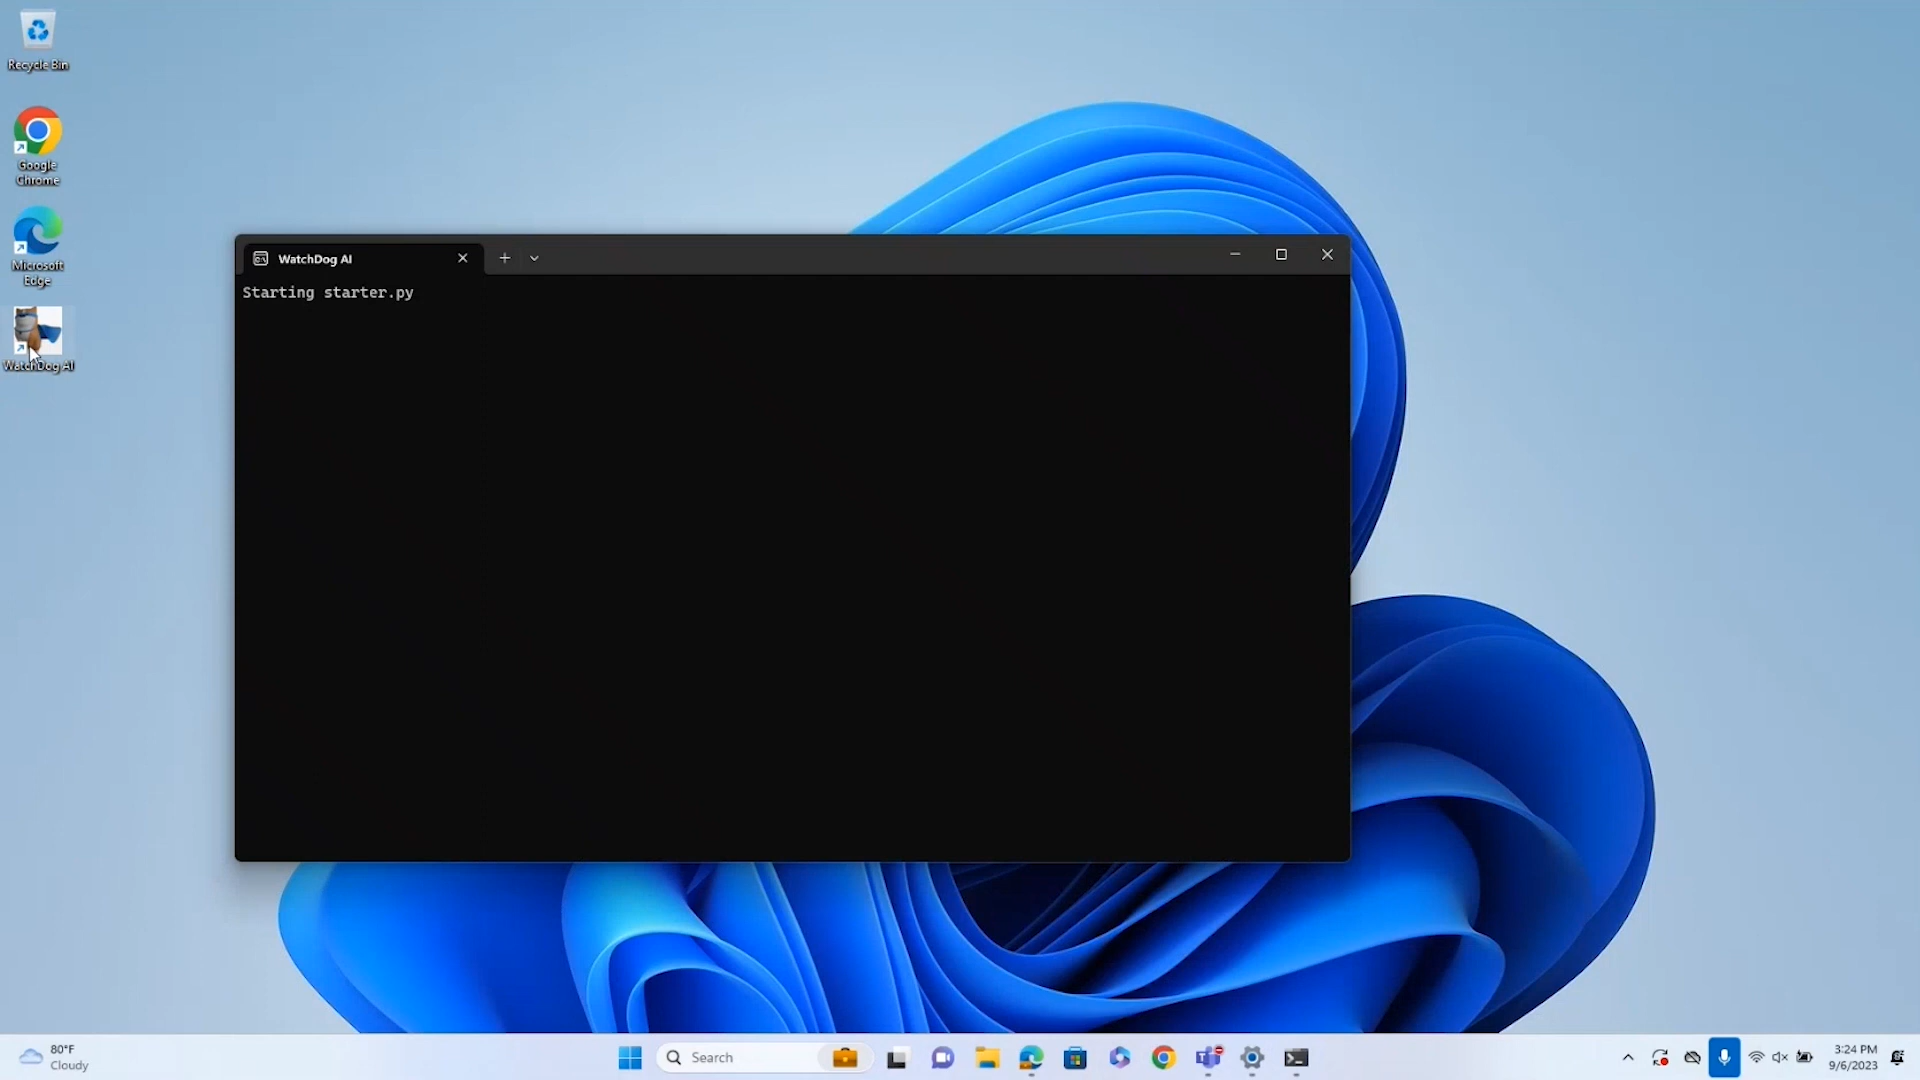 Recycle Bin
Google
Chrome
Microsoft
Edge
WatchDog AI
WatchDog AI
Starting starter.py
80°F
Cloudy
Search
3:24 PM
9/6/2023